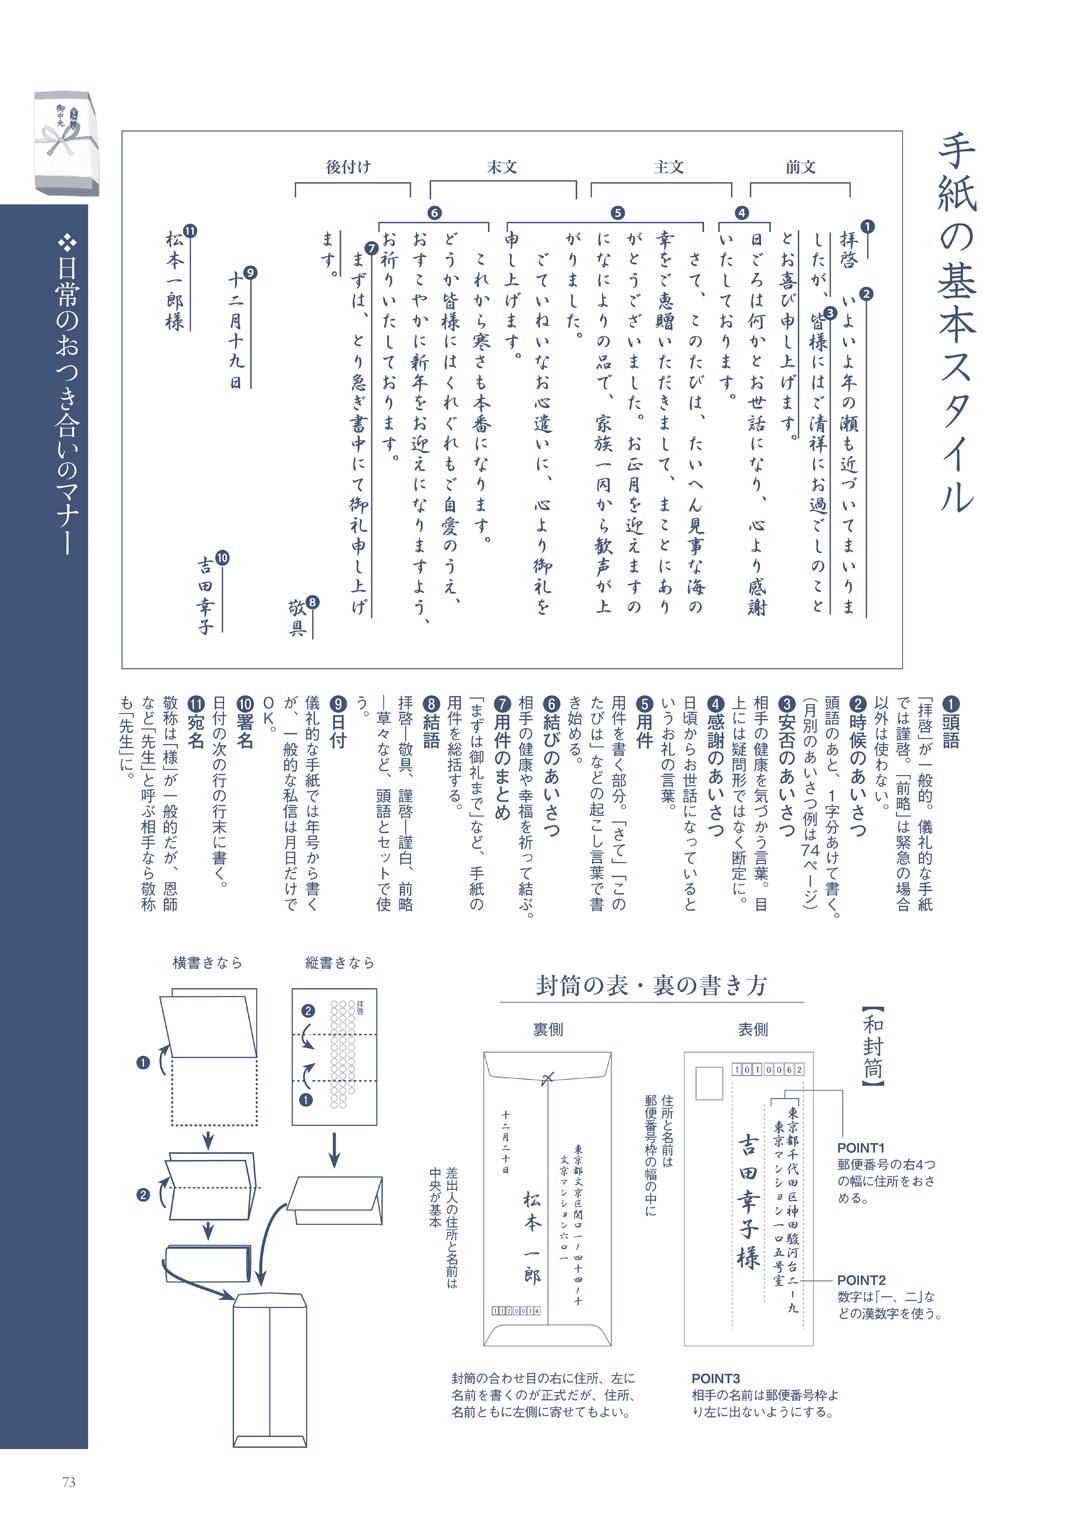 手紙の基本スタイル
前文
主文
末文
後付け
❶
拝啓
❷
いよいよ年の瀬も近づいてまいりま
したが、
❸
皆様にはご清祥にお過ごしのこと
とお喜び申し上げます。
❹
日ごろは何かとお世話になり、心より感謝
いたしております。
❺
さて、このたびは、たいへん見事な海の
幸をご恵贈いただきまして、まことにあり
がとうございました。お正月を迎えますの
になによりの品で、家族一同から歓声が上
がりました。
ごていねいなお心遣いに、心より御礼を
申し上げます。
❻
これから寒さも本番になります。
どうか皆様にはくれぐれもご自愛のうえ、
おすこやかに新年をお迎えになりますよう、
お祈りいたしております。
❼
まずは、とり急ぎ書中にて御礼申し上げ
ます。
❽
敬具
❾
十二月十九日
❿
吉田幸子
⓫
松本一郎様
❶頭語
「拝啓」が一般的。儀礼的な手紙
では謹啓。「前略」は緊急の場合
以外は使わない。
❷時候のあいさつ
頭語のあと、1字分あけて書く。
(月別のあいさつ例は74ページ)
❸安否のあいさつ
相手の健康を気づかう言葉。目
上には疑問形ではなく断定に。
❹感謝のあいさつ
日頃からお世話になっていると
いうお礼の言葉。
❺用件
用件を書く部分。「さて」「この
たびは」などの起こし言葉で書
き始める。
❻結びのあいさつ
相手の健康や幸福を祈って結ぶ。
❼用件のまとめ
「まずは御礼まで」など、手紙の
用件を総括する。
❽結語
拝啓―敬具、謹啓―謹白、前略
―草々など、頭語とセットで使
う。
❾日付
儀礼的な手紙では年号から書く
が、一般的な私信は月日だけで
OK。
❿署名
日付の次の行の行末に書く。
⓫宛名
敬称は「様」が一般的だが、恩師
など「先生」と呼ぶ相手なら敬称
も「先生」に。
【和封筒】
封筒の表・裏の書き方
表側
1010062
東京都千代田区神田駿河台二ー九
東京マンション一〇五号室
吉田幸子様
POINT1
郵便番号の右4つ
の幅に住所をおさ
める。
POINT2
数字は「一、二」な
どの漢数字を使う。
POINT3
相手の名前は郵便番号枠よ
り左に出ないようにする。
住所と名前は
郵便番号枠の幅の中に
裏側
〆
東京都文京区関口一ー四十四ー十
文京マンション六〇一
松本一郎
十二月二十日
1120014
差出人の住所と名前は
中央が基本
封筒の合わせ目の右に住所、左に
名前を書くのが正式だが、住所、
名前ともに左側に寄せてもよい。
縦書きなら
拝啓
❷
❶
横書きなら
❶
❷
❖日常のおつき合いのマナー
御中元
73